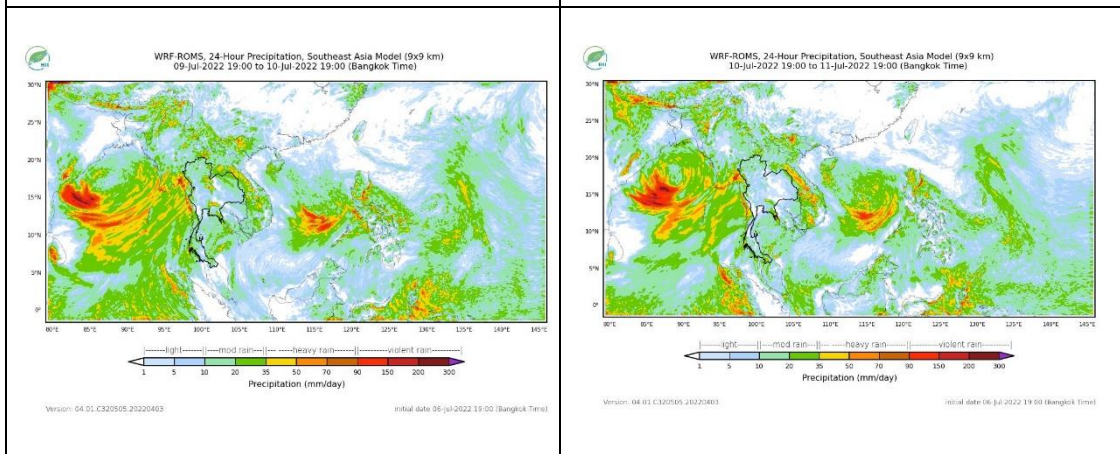 WRF-ROMS, 24-Hour Precipitation, Southeast Asia Model (9x9 km)
09-Jul-2022 19:00 to 10-Jul-2022 19:00 (Bangkok Time)
30°N
25°N
20°N
15°N
10°N
5°N
0°
80°E 85°E 90°E 95°E 100°E 105°E 110°E 115°E 120°E 125°E 130°E 135°E 140°E 145°E
light mod rain heavy rain violent rain
1 5 10 20 35 50 70 90 150 200 300
Precipitation (mm/day)
Version: 04.01.C320505.20220403 initial date 06-Jul-2022 19:00 (Bangkok Time)
WRF-ROMS, 24-Hour Precipitation, Southeast Asia Model (9x9 km)
10-Jul-2022 19:00 to 11-Jul-2022 19:00 (Bangkok Time)
30°N
25°N
20°N
15°N
10°N
5°N
0°
80°E 85°E 90°E 95°E 100°E 105°E 110°E 115°E 120°E 125°E 130°E 135°E 140°E 145°E
light mod rain heavy rain violent rain
1 5 10 20 35 50 70 90 150 200 300
Precipitation (mm/day)
Version: 04.01.C320505.20220403 initial date 06-Jul-2022 19:00 (Bangkok Time)